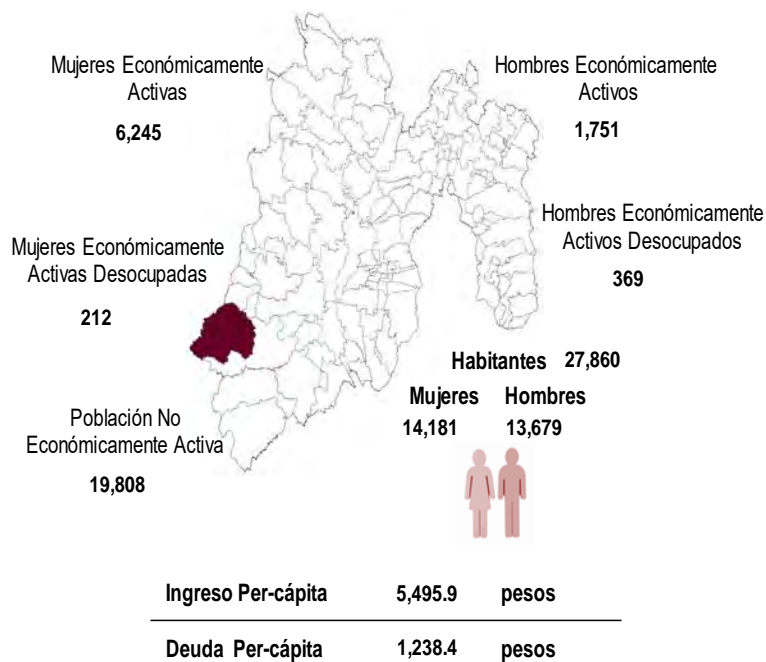 Mujeres Económicamente
Activas
6,245
Hombres Económicamente
Activos
1,751
Mujeres Económicamente
Activas Desocupadas
212
Hombres Económicamente
Activos Desocupados
369
Habitantes 27,860
Mujeres Hombres
14,181 13,679
Población No
Económicamente Activa
19,808
Ingreso Per-cápita 5,495.9 pesos
Deuda Per-cápita 1,238.4 pesos